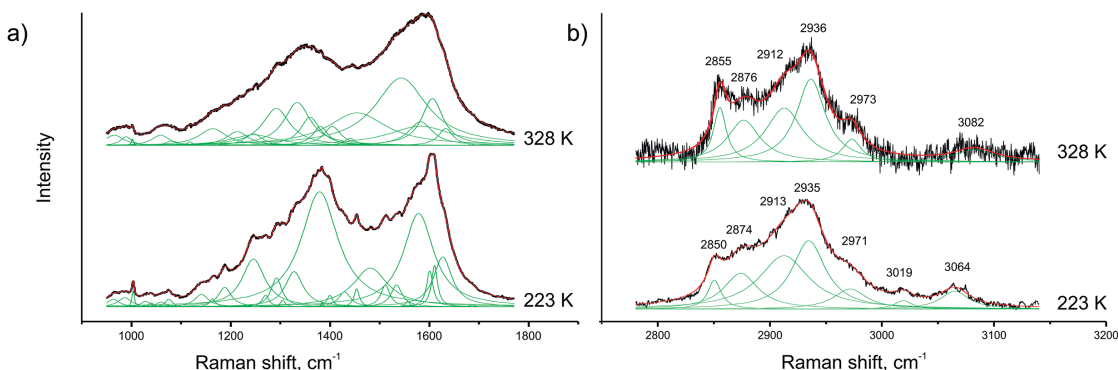 a)
Intensity
328 K
223 K
1000
1200
1400
1600
1800
Raman shift, cm-1
b)
2855
2876
2912
2936
2973
3082
328 K
2850
2874
2913
2935
2971
3019
3064
223 K
2800
2900
3000
3100
3200
Raman shift, cm-1